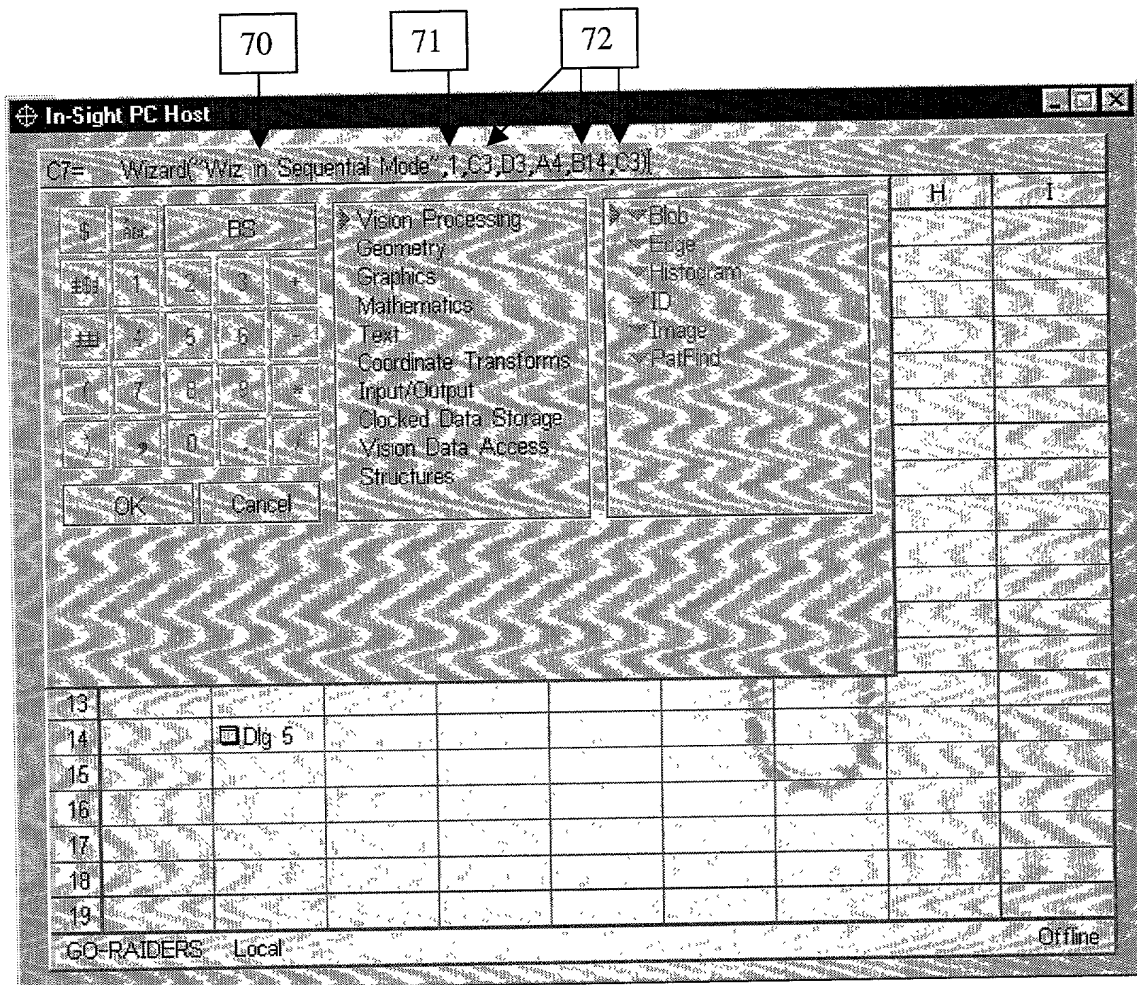 70 71 72
In-Sight PC Host
C7= Wizard("Wiz in Sequential Mode",1,C3,D3,A4,B14,C3)
H I
$ ABC BS
1 2 3 +
4 5 6 -
( 7 8 9 *
) , 0 . /
OK Cancel
Vision Processing
Geometry
Graphics
Mathematics
Text
Coordinate Transforms
Input/Output
Clocked Data Storage
Vision Data Access
Structures
Blob
Edge
Histogram
ID
Image
PatFind
13
14 Dlg 5
15
16
17
18
19
GO-RAIDERS Local Offline